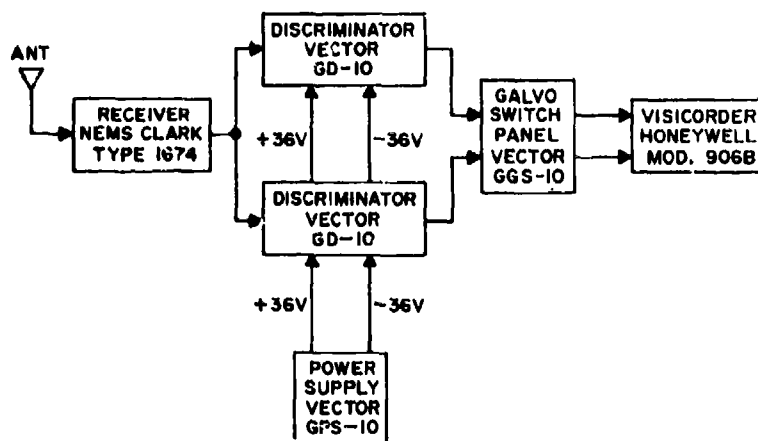 ANT
RECEIVER
NEMS CLARK
TYPE 1674
DISCRIMINATOR
VECTOR
GD-10
+36V
-36V
DISCRIMINATOR
VECTOR
GD-10
GALVO
SWITCH
PANEL
VECTOR
GGS-10
VISICORDER
HONEYWELL
MOD. 906B
+36V
-36V
POWER
SUPPLY
VECTOR
GPS-10